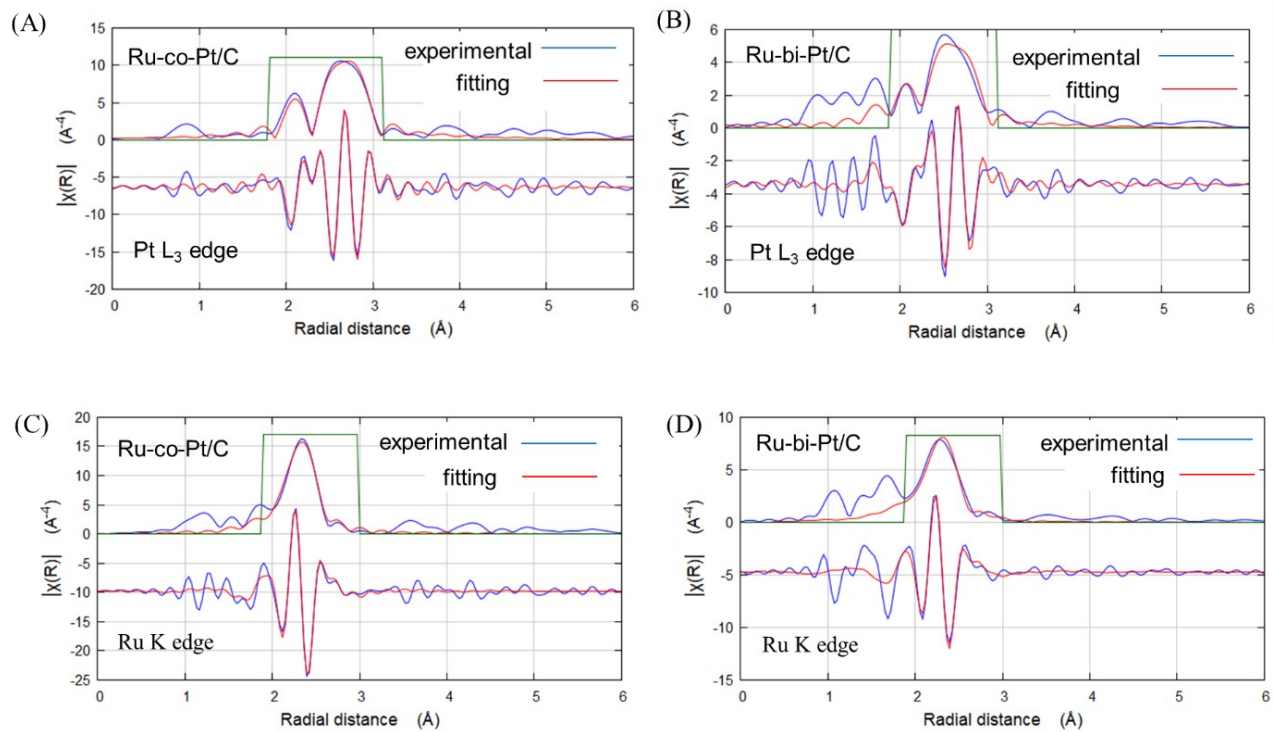 (A)
Ru-co-Pt/C
experimental
fitting
Pt L₃ edge
|χ(R)| (A⁻⁴)
15
10
5
0
-5
-10
-15
-20
0 1 2 3 4 5 6
Radial distance (Å)
(B)
Ru-bi-Pt/C
experimental
fitting
Pt L₃ edge
|χ(R)| (A⁻⁴)
6
4
2
0
-2
-4
-6
-8
-10
0 1 2 3 4 5 6
Radial distance (Å)
(C)
Ru-co-Pt/C
experimental
fitting
Ru K edge
|χ(R)| (A⁻⁴)
20
15
10
5
0
-5
-10
-15
-20
-25
0 1 2 3 4 5 6
Radial distance (Å)
(D)
Ru-bi-Pt/C
experimental
fitting
Ru K edge
|χ(R)| (A⁻⁴)
10
5
0
-5
-10
-15
0 1 2 3 4 5 6
Radial distance (Å)